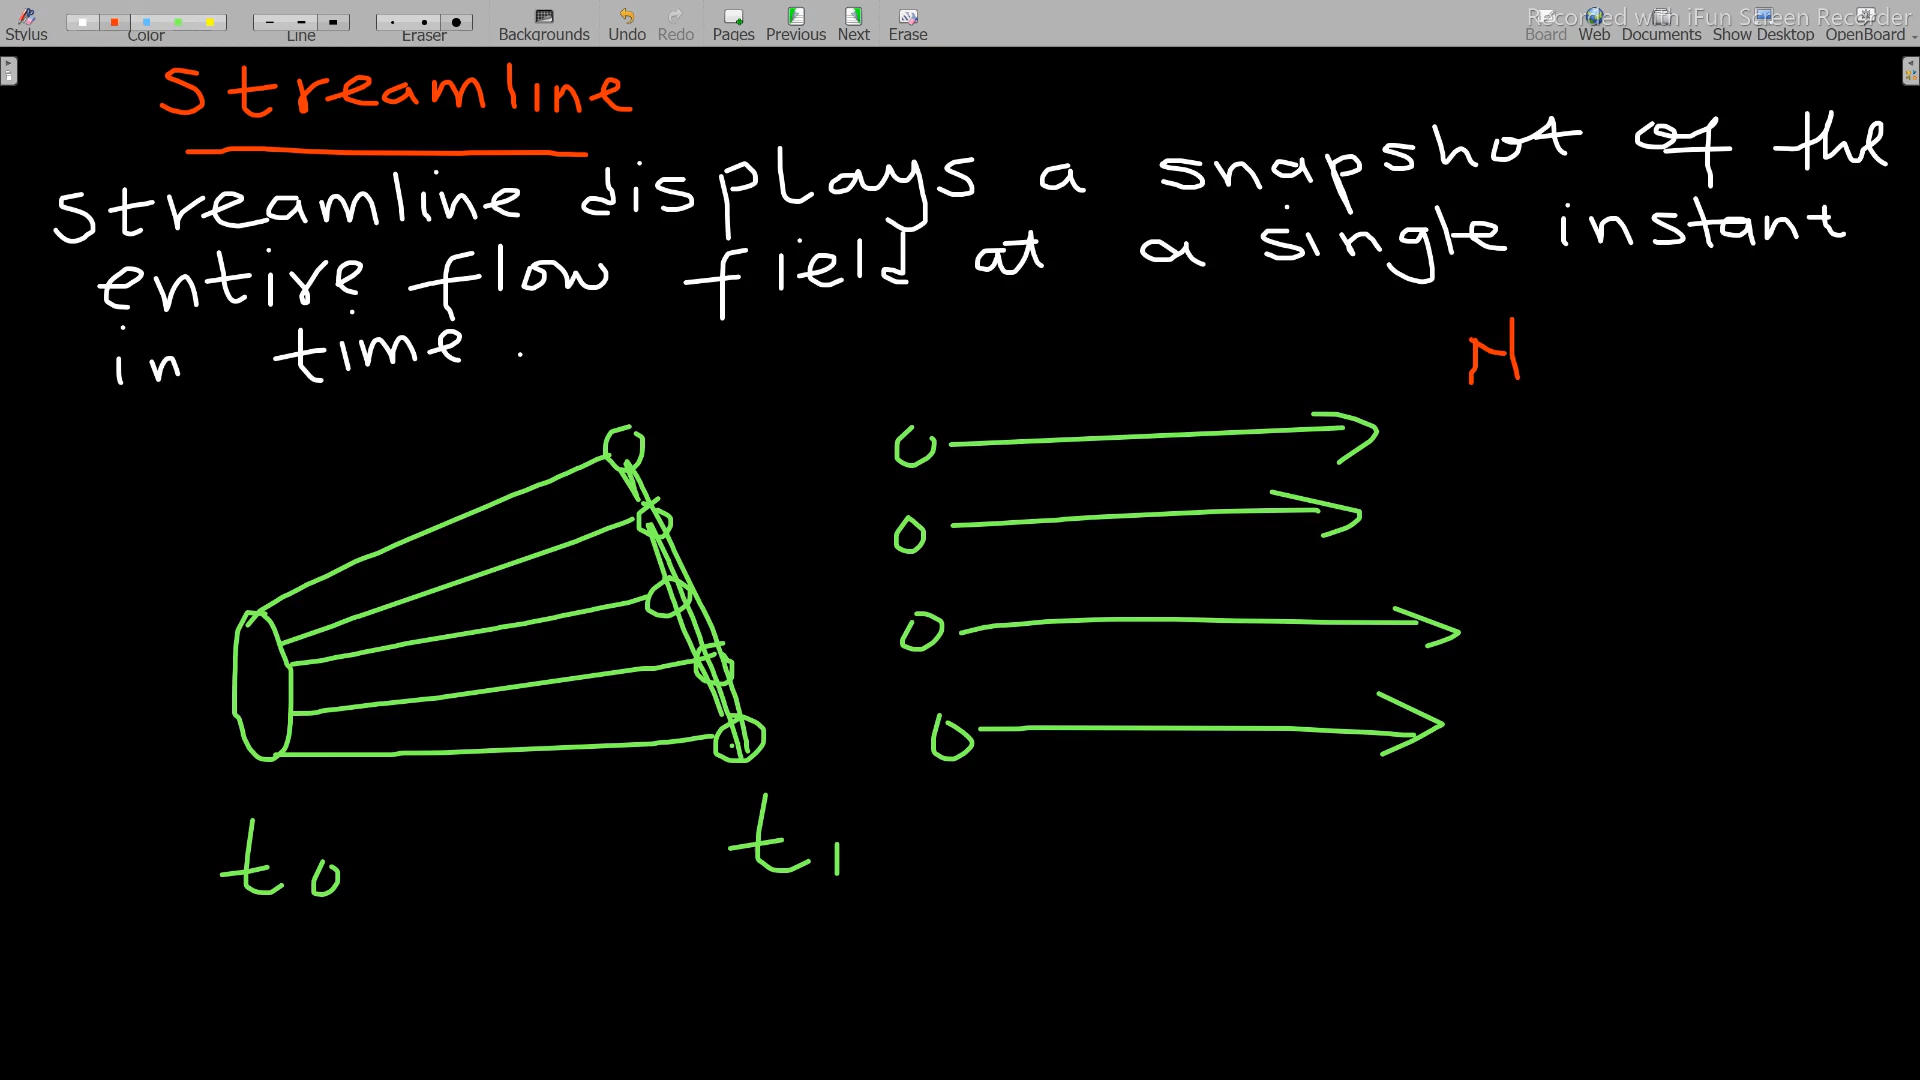 Recorded with iFun Screen Recorder
Stylus Color Line Eraser Backgrounds Undo Redo Pages Previous Next Erase Board Web Documents Show Desktop OpenBoard
Streamline
Streamline displays a snapshot of the
entire flow field at a single instant
in time.
N
t0
t1